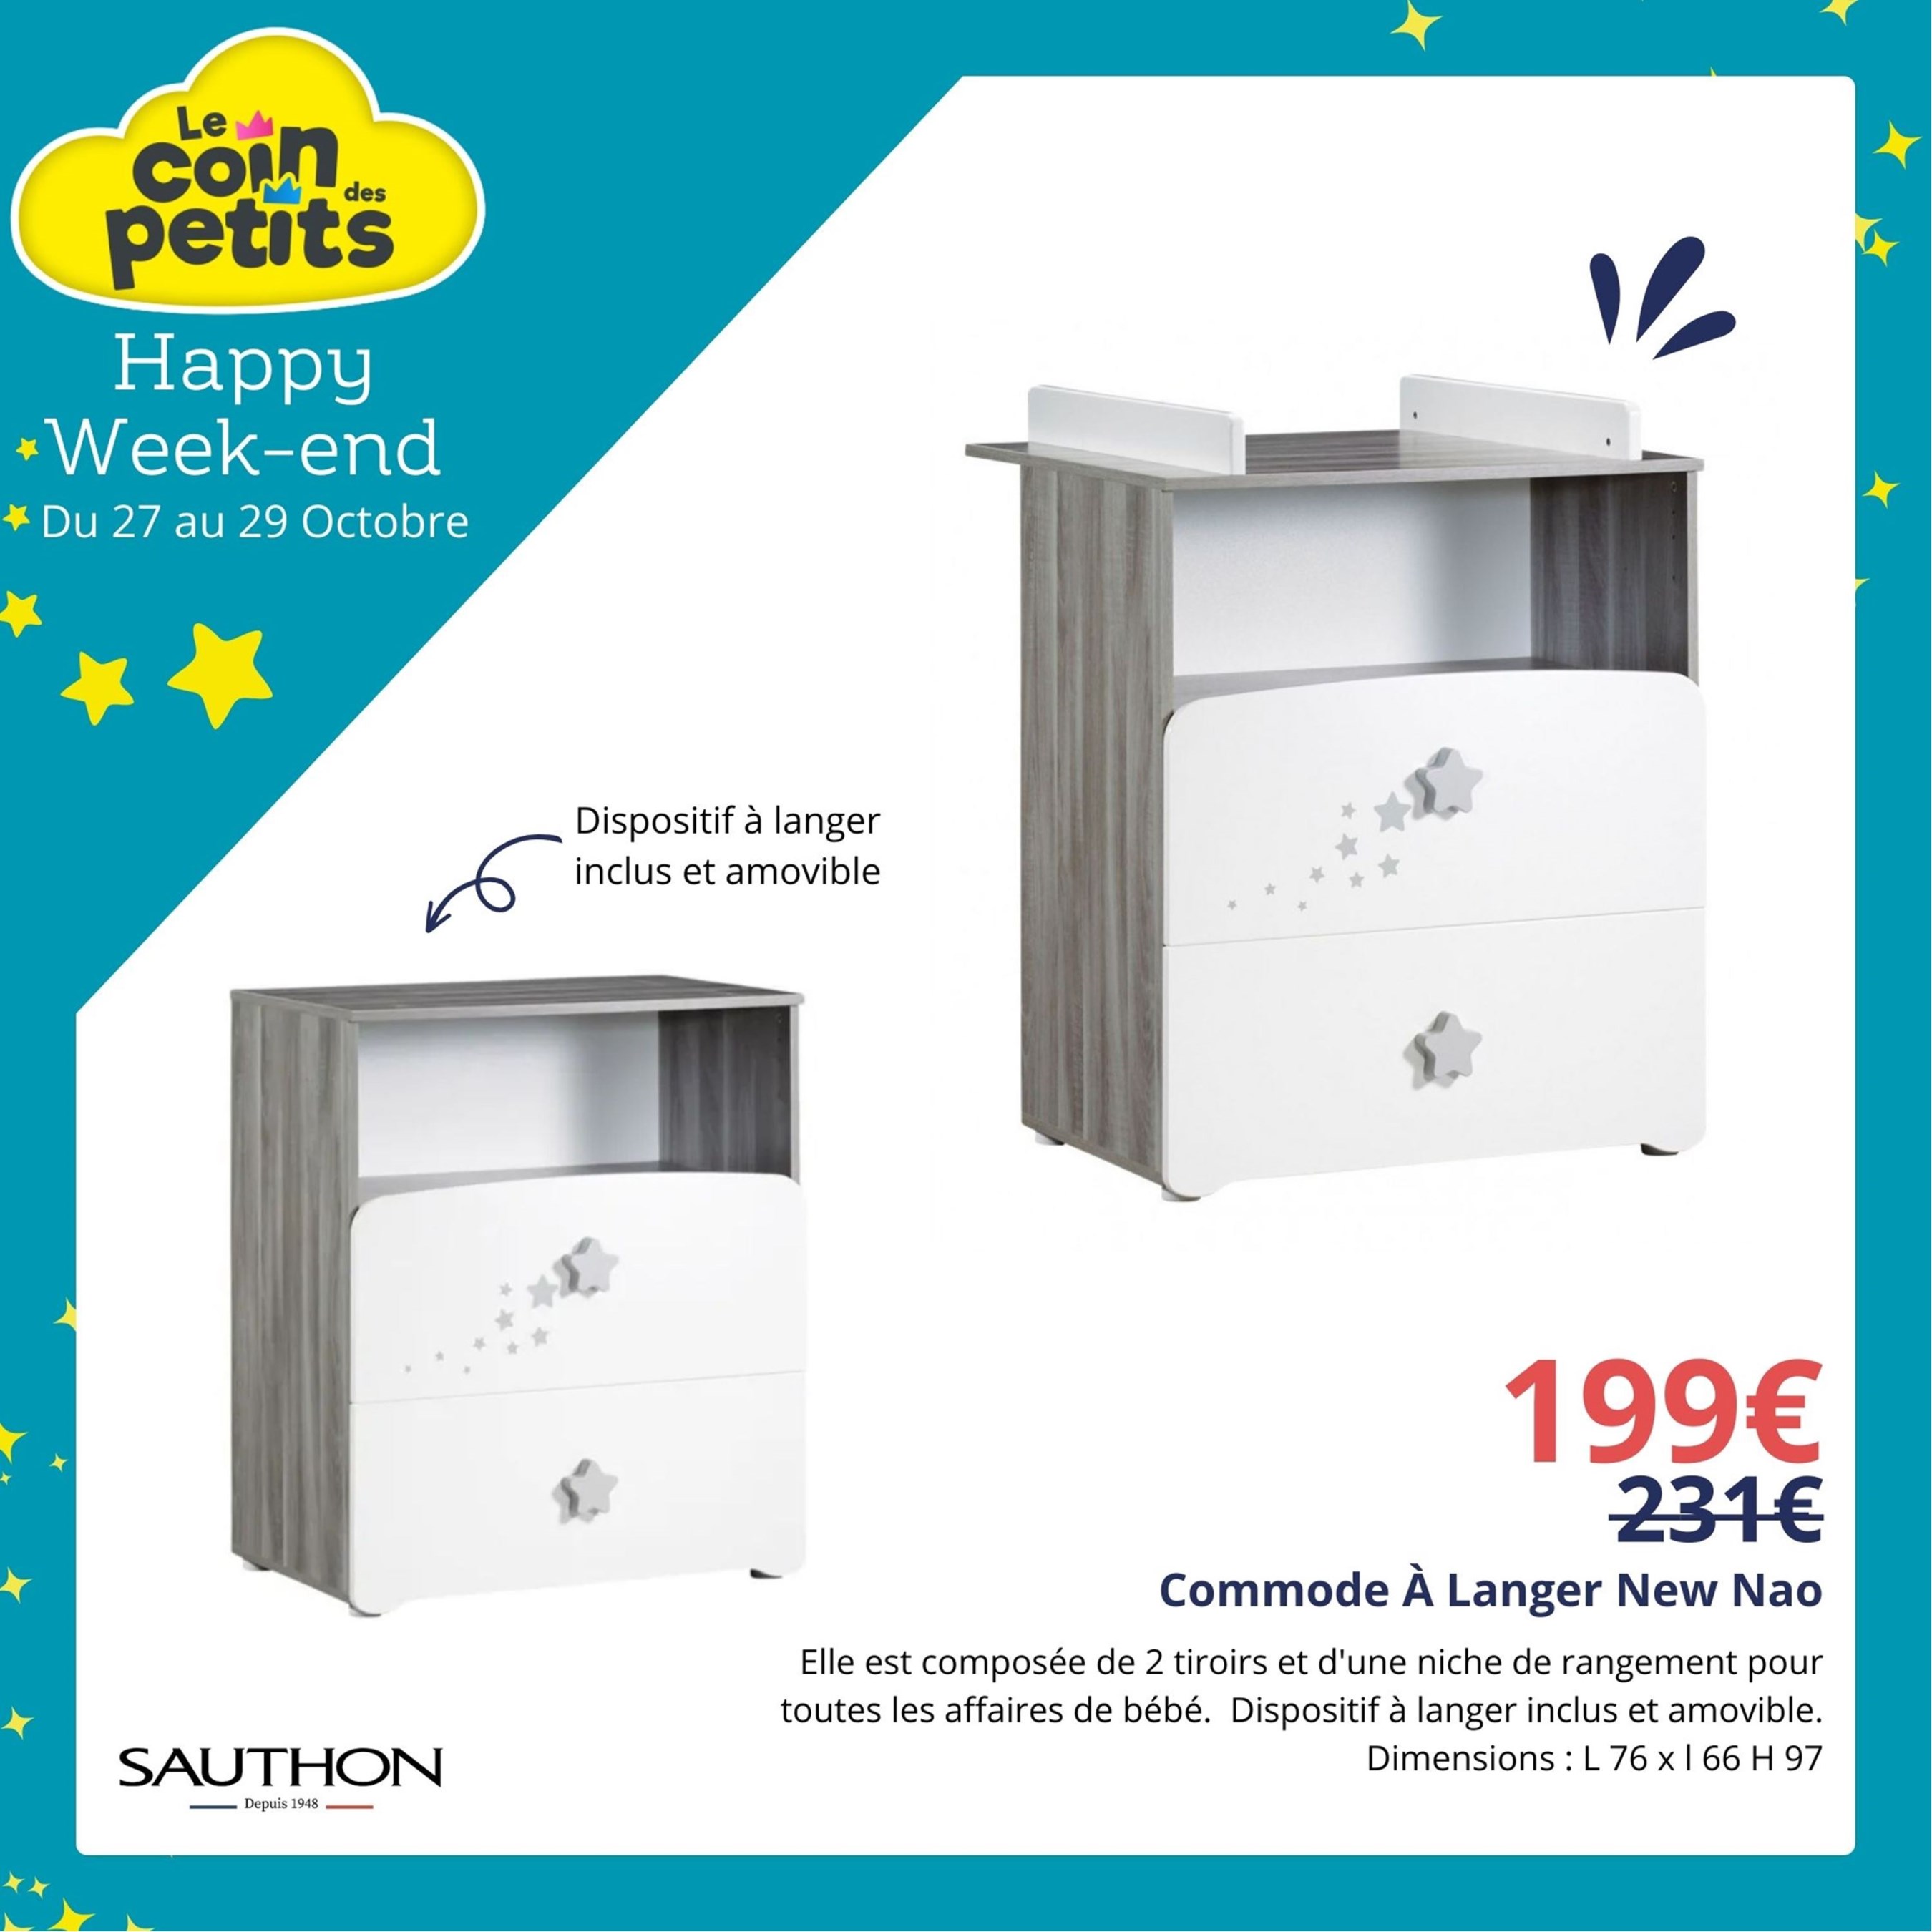 Le
coin
des
petits
Happy
Week-end
Du 27 au 29 Octobre
Dispositif à langer
inclus et amovible
199€
231€
Commode À Langer New Nao
Elle est composée de 2 tiroirs et d'une niche de rangement pour
toutes les affaires de bébé.  Dispositif à langer inclus et amovible.
Dimensions : L 76 x l 66 H 97
SAUTHON
Depuis 1948